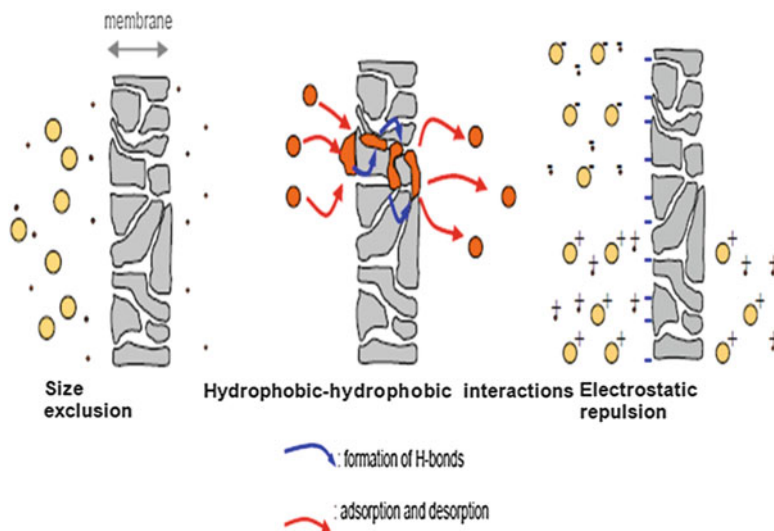 membrane
Size
exclusion
Hydrophobic-hydrophobic interactions
Electrostatic
repulsion
: formation of H-bonds
: adsorption and desorption